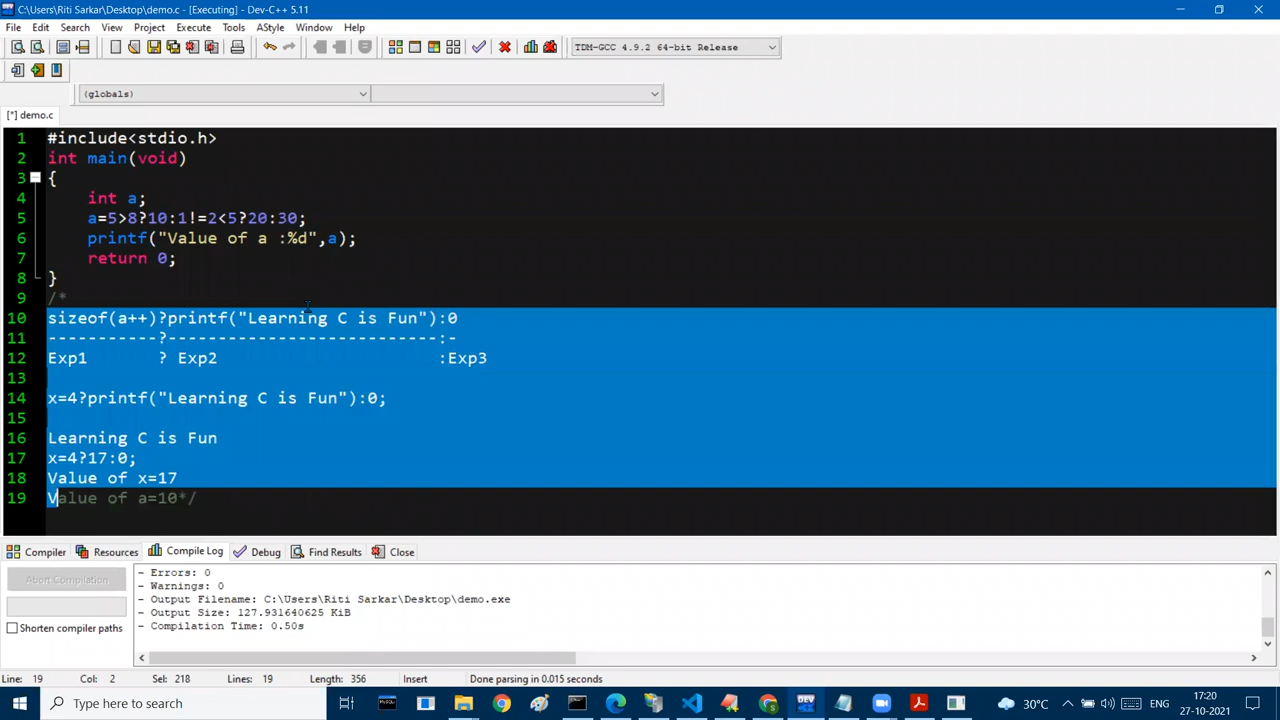 C:\Users\Riti Sarkar\Desktop\demo.c - [Executing] - Dev-C++ 5.11
File Edit Search View Project Execute Tools AStyle Window Help
TDM-GCC 4.9.2 64-bit Release
(globals)
[*] demo.c
1 #include<stdio.h>
2 int main(void)
3 {
4 int a;
5 a=5>8?10:1!=2<5?20:30;
6 printf("Value of a :%d",a);
7 return 0;
8 }
9 /*
10 sizeof(a++)?printf("Learning C is Fun"):0
11 -----------?---------------------------:-
12 Exp1 ? Exp2 :Exp3
13
14 x=4?printf("Learning C is Fun"):0;
15
16 Learning C is Fun
17 x=4?17:0;
18 Value of x=17
19 Value of a=10*/
Compiler Resources Compile Log Debug Find Results Close
Abort Compilation
Shorten compiler paths
- Errors: 0
- Warnings: 0
- Output Filename: C:\Users\Riti Sarkar\Desktop\demo.exe
- Output Size: 127.931640625 KiB
- Compilation Time: 0.50s
Line: 19 Col: 2 Sel: 218 Lines: 19 Length: 356 Insert Done parsing in 0.015 seconds
Type here to search
DEV
30°C ENG 17:20
27-10-2021